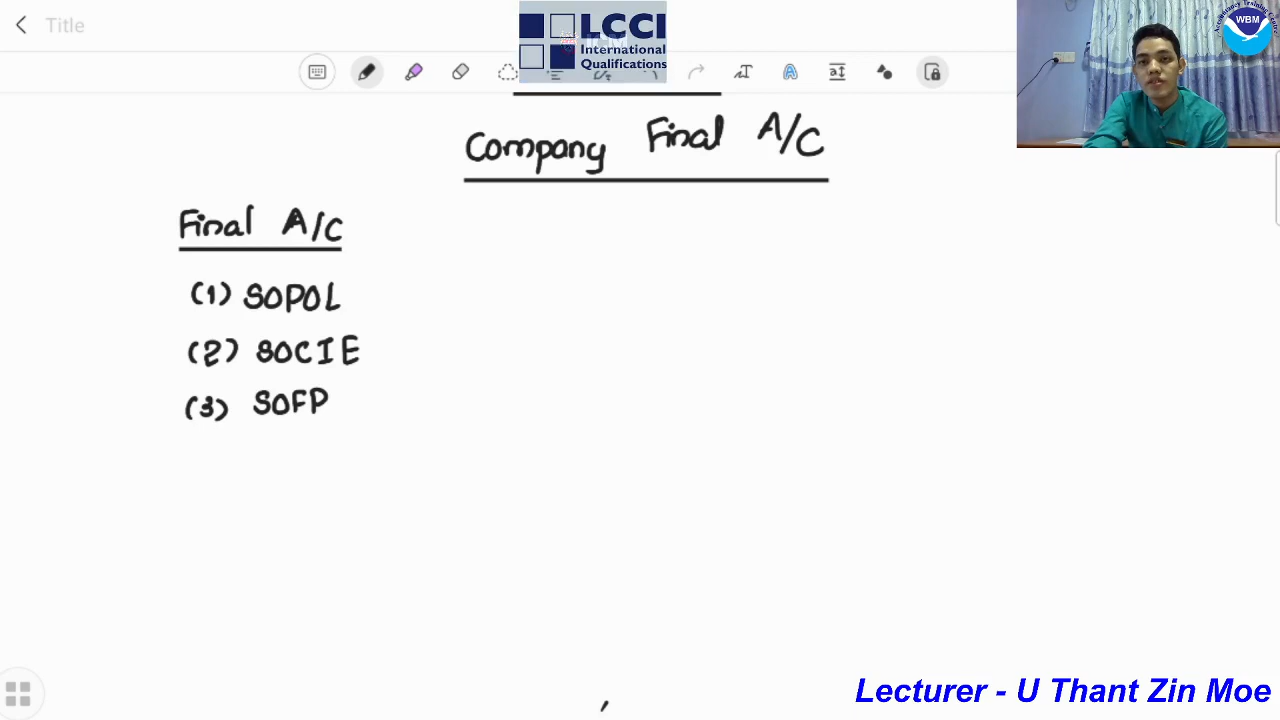 Title
LCCI
International
Qualifications
WBM
Company Final A/C
Final A/C
(1) SOPOL
(2) SOCIE
(3) SOFP
Lecturer - U Thant Zin Moe